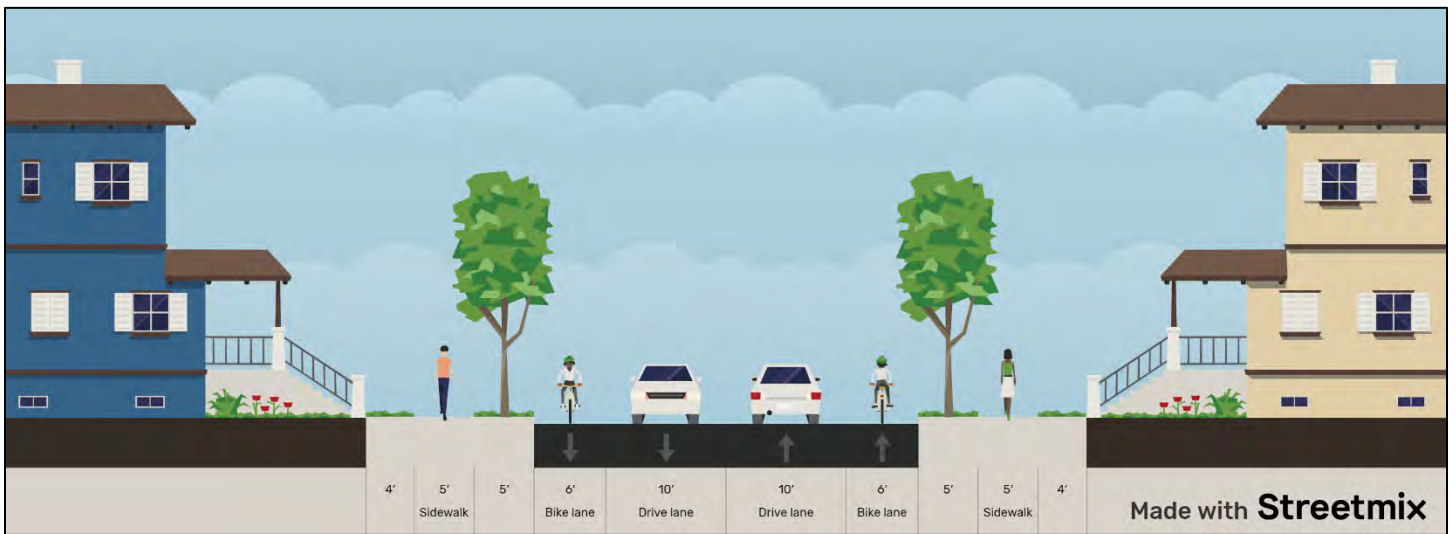 4' 5' 5' 6' 10' 10' 6' 5' 5' 4'
Sidewalk Bike lane Drive lane Drive lane Bike lane Sidewalk
Made with Streetmix